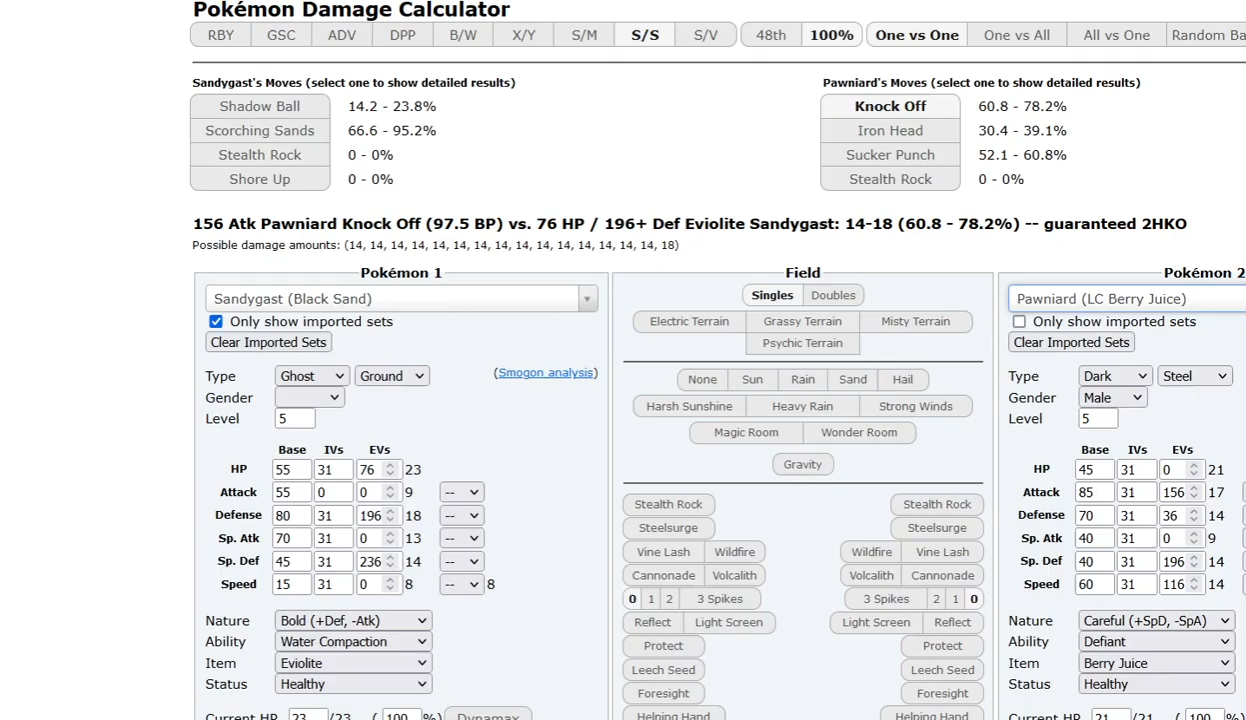 Pokémon Damage Calculator
RBY GSC ADV DPP B/W X/Y S/M S/S S/V 48th 100% One vs One One vs All All vs One Random Ba
Sandygast's Moves (select one to show detailed results)
Shadow Ball 14.2 - 23.8%
Scorching Sands 66.6 - 95.2%
Stealth Rock 0 - 0%
Shore Up 0 - 0%
Pawniard's Moves (select one to show detailed results)
Knock Off 60.8 - 78.2%
Iron Head 30.4 - 39.1%
Sucker Punch 52.1 - 60.8%
Stealth Rock 0 - 0%
156 Atk Pawniard Knock Off (97.5 BP) vs. 76 HP / 196+ Def Eviolite Sandygast: 14-18 (60.8 - 78.2%) -- guaranteed 2HKO
Possible damage amounts: (14, 14, 14, 14, 14, 14, 14, 14, 14, 14, 14, 14, 14, 14, 14, 18)
Pokémon 1
Sandygast (Black Sand)
Only show imported sets
Clear Imported Sets
Type Ghost Ground (Smogon analysis)
Gender
Level 5
Base IVs EVs
HP 55 31 76 23
Attack 55 0 0 9 --
Defense 80 31 196 18 --
Sp. Atk 70 31 0 13 --
Sp. Def 45 31 236 14 --
Speed 15 31 0 8 -- 8
Nature Bold (+Def, -Atk)
Ability Water Compaction
Item Eviolite
Status Healthy
Current HP 23 /23 ( 100 %) Dynamax
Field
Singles Doubles
Electric Terrain Grassy Terrain Misty Terrain
Psychic Terrain
None Sun Rain Sand Hail
Harsh Sunshine Heavy Rain Strong Winds
Magic Room Wonder Room
Gravity
Stealth Rock Stealth Rock
Steelsurge Steelsurge
Vine Lash Wildfire Wildfire Vine Lash
Cannonade Volcalith Volcalith Cannonade
0 1 2 3 Spikes 3 Spikes 2 1 0
Reflect Light Screen Light Screen Reflect
Protect Protect
Leech Seed Leech Seed
Foresight Foresight
Helping Hand Helping Hand
Pokémon 2
Pawniard (LC Berry Juice)
Only show imported sets
Clear Imported Sets
Type Dark Steel
Gender Male
Level 5
Base IVs EVs
HP 45 31 0 21
Attack 85 31 156 17
Defense 70 31 36 14
Sp. Atk 40 31 0 9
Sp. Def 40 31 196 14
Speed 60 31 116 14
Nature Careful (+SpD, -SpA)
Ability Defiant
Item Berry Juice
Status Healthy
Current HP 21 /21 ( 100 %)